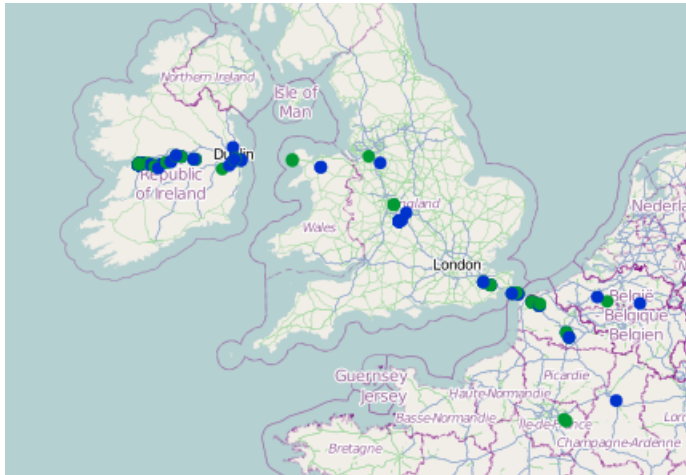 Northern Ireland
Isle of
Man
Dublin
Republic
of Ireland
England
Wales
London
Nederland
België
Belgique
Belgien
Guernsey
Jersey
Picardie
Haute-Normandie
Basse-Normandie
Ile-de-France
Champagne-Ardenne
Bretagne